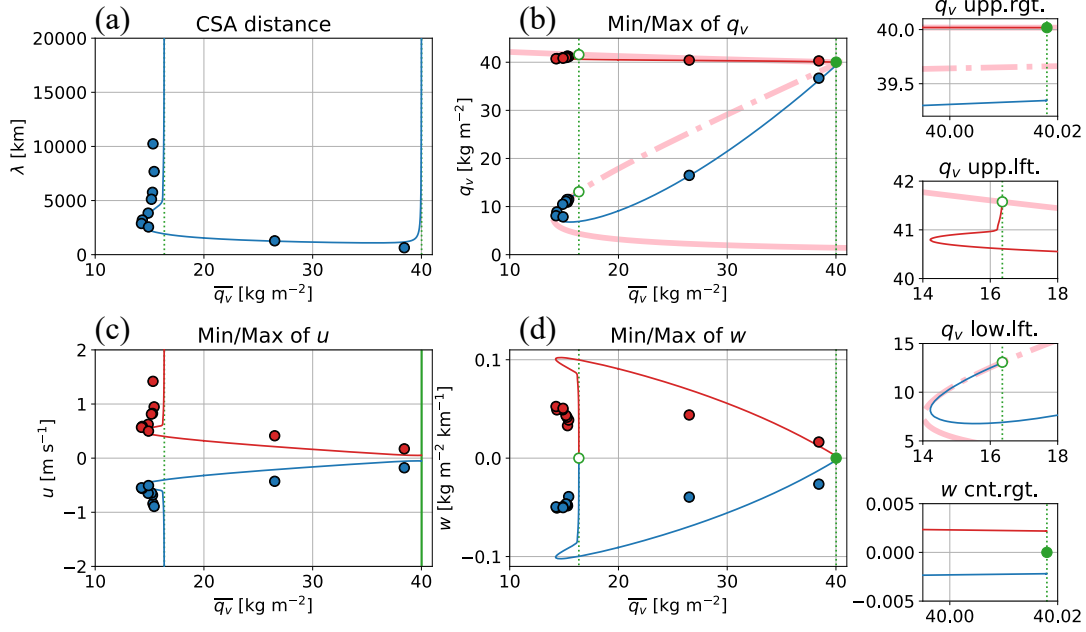 (a)
CSA distance
20000
15000
10000
5000
0
λ [km]
10
20
30
40
q_v [kg m⁻²]
(b)
Min/Max of q_v
50
40
30
20
10
0
q_v [kg m⁻²]
10
20
30
40
q_v [kg m⁻²]
q_v upp.rgt.
40.0
39.5
40.00
40.02
q_v upp.lft.
42
41
40
14
16
18
(c)
Min/Max of u
2
1
0
−1
−2
u [m s⁻¹]
10
20
30
40
q_v [kg m⁻²]
(d)
Min/Max of w
0.1
0.0
−0.1
w [kg m⁻² km⁻¹]
10
20
30
40
q_v [kg m⁻²]
q_v low.lft.
15
10
5
14
16
18
w cnt.rgt.
0.005
0.000
−0.005
40.00
40.02